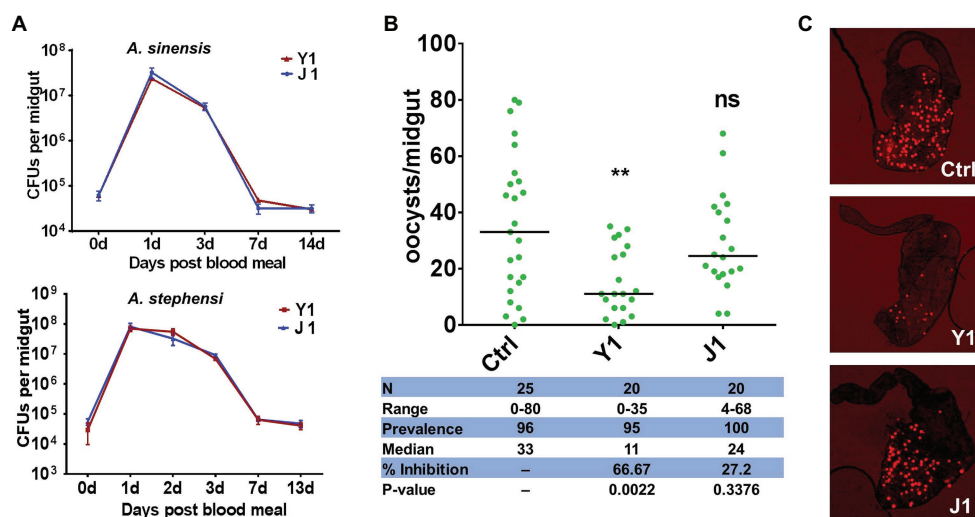 A
A. sinensis
Y1
J 1
CFUs per midgut
10⁸
10⁷
10⁶
10⁵
10⁴
0d 1d 3d 7d 14d
Days post blood meal
A. stephensi
Y1
J 1
CFUs per midgut
10⁹
10⁸
10⁷
10⁶
10⁵
10⁴
10³
0d 1d 2d 3d 7d 13d
Days post blood meal
B
oocysts/midgut
100
80
60
40
20
0
**
ns
Ctrl Y1 J1
N 25 20 20
Range 0-80 0-35 4-68
Prevalence 96 95 100
Median 33 11 24
% Inhibition – 66.67 27.2
P-value – 0.0022 0.3376
C
Ctrl
Y1
J1